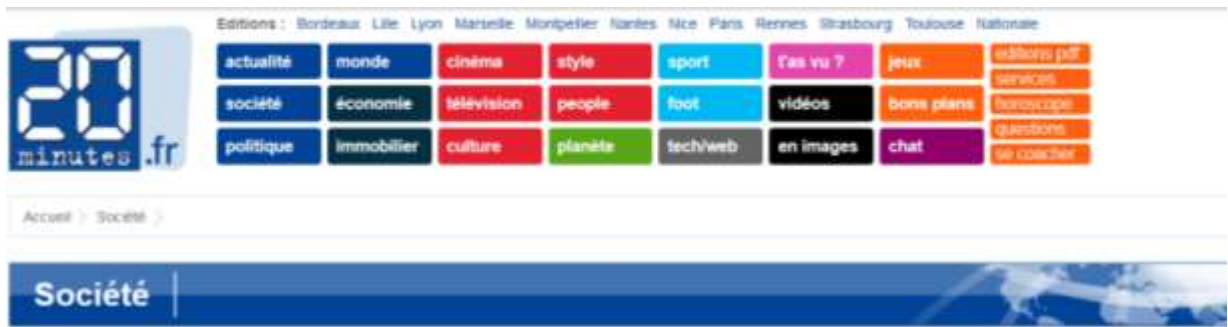 Editions : Bordeaux Lille Lyon Marseille Montpellier Nantes Nice Paris Rennes Strasbourg Toulouse Nationale
20
minutes.fr
actualité monde cinéma style sport t'as vu ? jeux
société économie télévision people foot vidéos bons plans
politique immobilier culture planète tech/web en images chat
editions pdf
services
horoscope
questions
se coacher
Accueil Société
Société